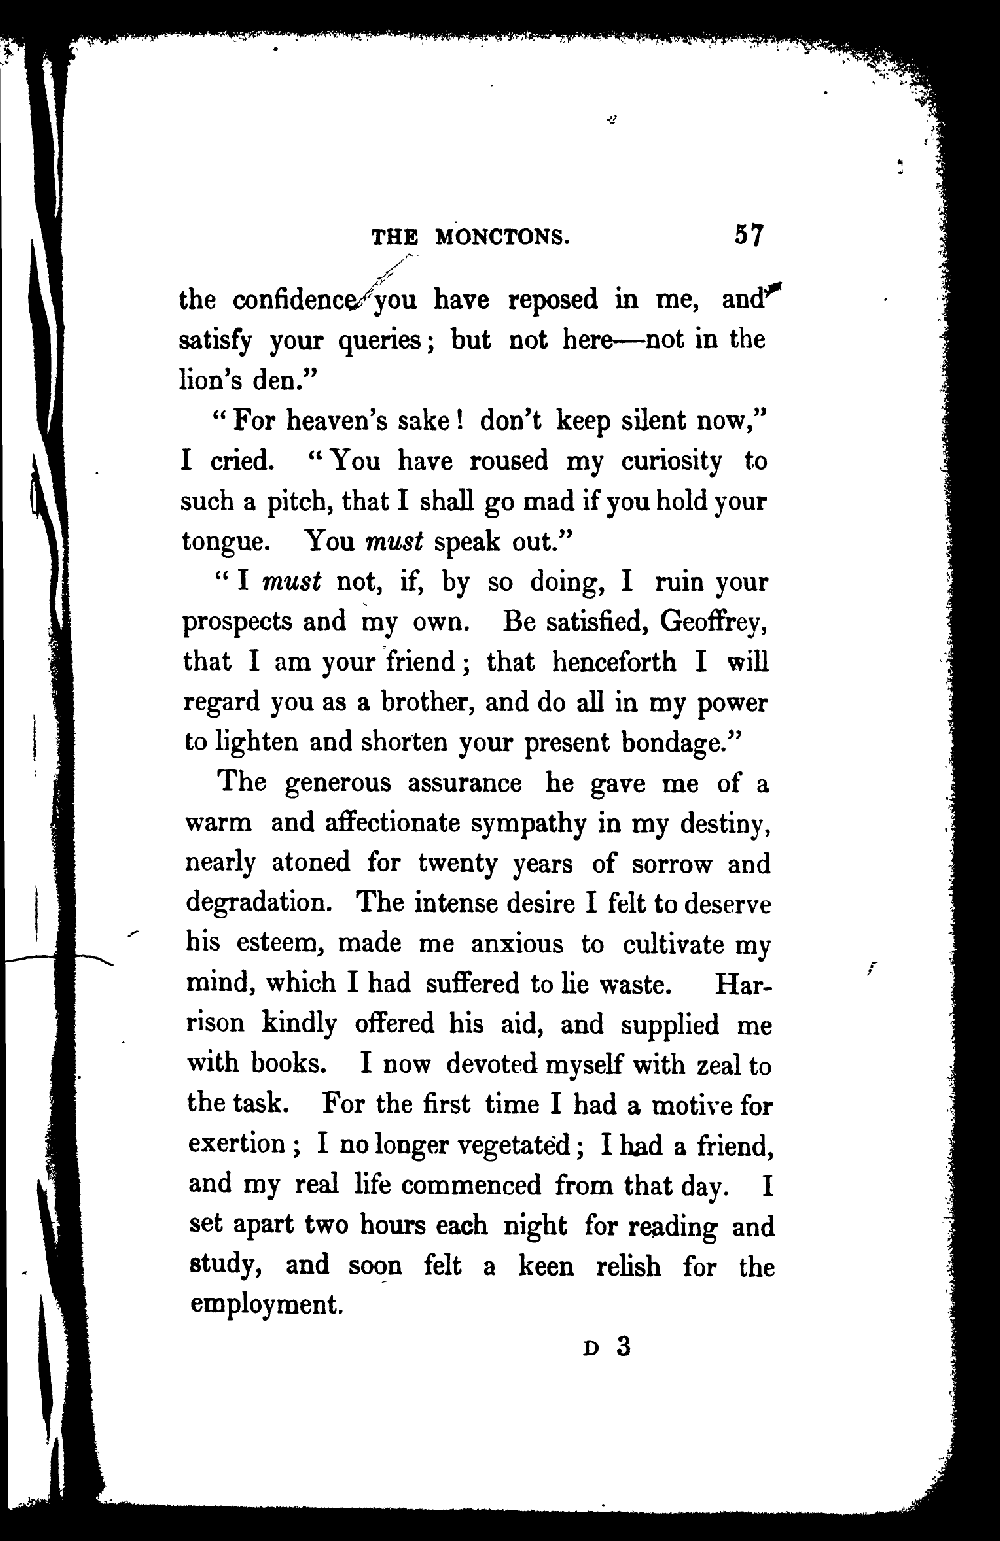 THE MONCTONS. 57
the confidence you have reposed in me, and
satisfy your queries; but not here—not in the
lion's den."
"For heaven's sake! don't keep silent now,"
I cried. "You have roused my curiosity to
such a pitch, that I shall go mad if you hold your
tongue. You must speak out."
"I must not, if, by so doing, I ruin your
prospects and my own. Be satisfied, Geoffrey,
that I am your friend; that henceforth I will
regard you as a brother, and do all in my power
to lighten and shorten your present bondage."
The generous assurance he gave me of a
warm and affectionate sympathy in my destiny,
nearly atoned for twenty years of sorrow and
degradation. The intense desire I felt to deserve
his esteem, made me anxious to cultivate my
mind, which I had suffered to lie waste. Har-
rison kindly offered his aid, and supplied me
with books. I now devoted myself with zeal to
the task. For the first time I had a motive for
exertion; I no longer vegetated; I had a friend,
and my real life commenced from that day. I
set apart two hours each night for reading and
study, and soon felt a keen relish for the
employment.
D 3